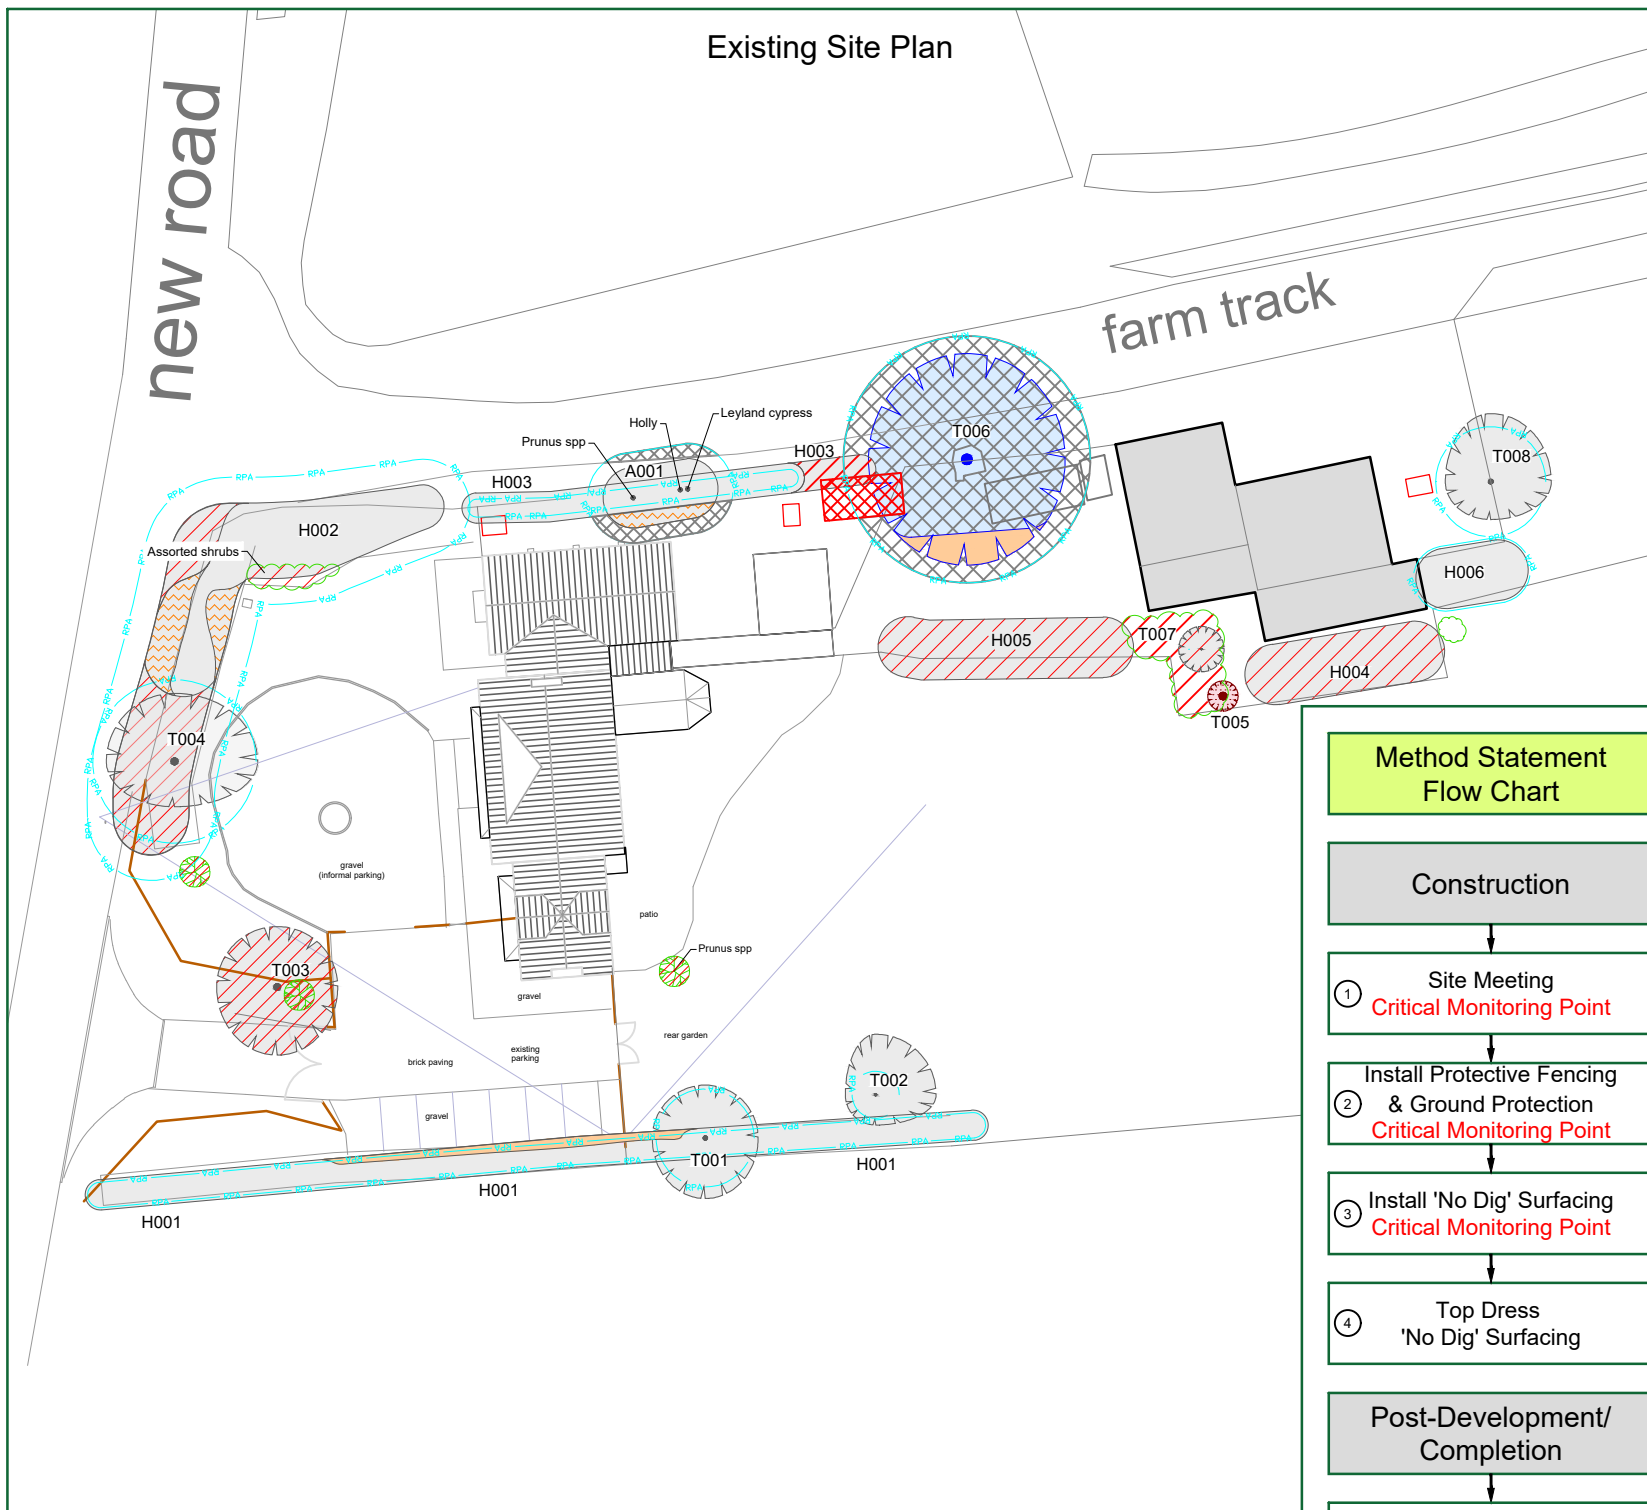 Existing Site Plan
new road
farm track
Leyland cypress
Holly
Prunus spp
A001
H003
H003
T006
T008
H002
Assorted shrubs
H006
H005
T007
H004
T005
T004
gravel
(informal parking)
patio
Prunus spp
T003
gravel
rear garden
existing
parking
brick paving
gravel
T002
T001
H001
H001
H001
RPA
Method Statement
Flow Chart
Construction
1
Site Meeting
Critical Monitoring Point
2
Install Protective Fencing
& Ground Protection
Critical Monitoring Point
3
Install 'No Dig' Surfacing
Critical Monitoring Point
4
Top Dress
'No Dig' Surfacing
Post-Development/
Completion